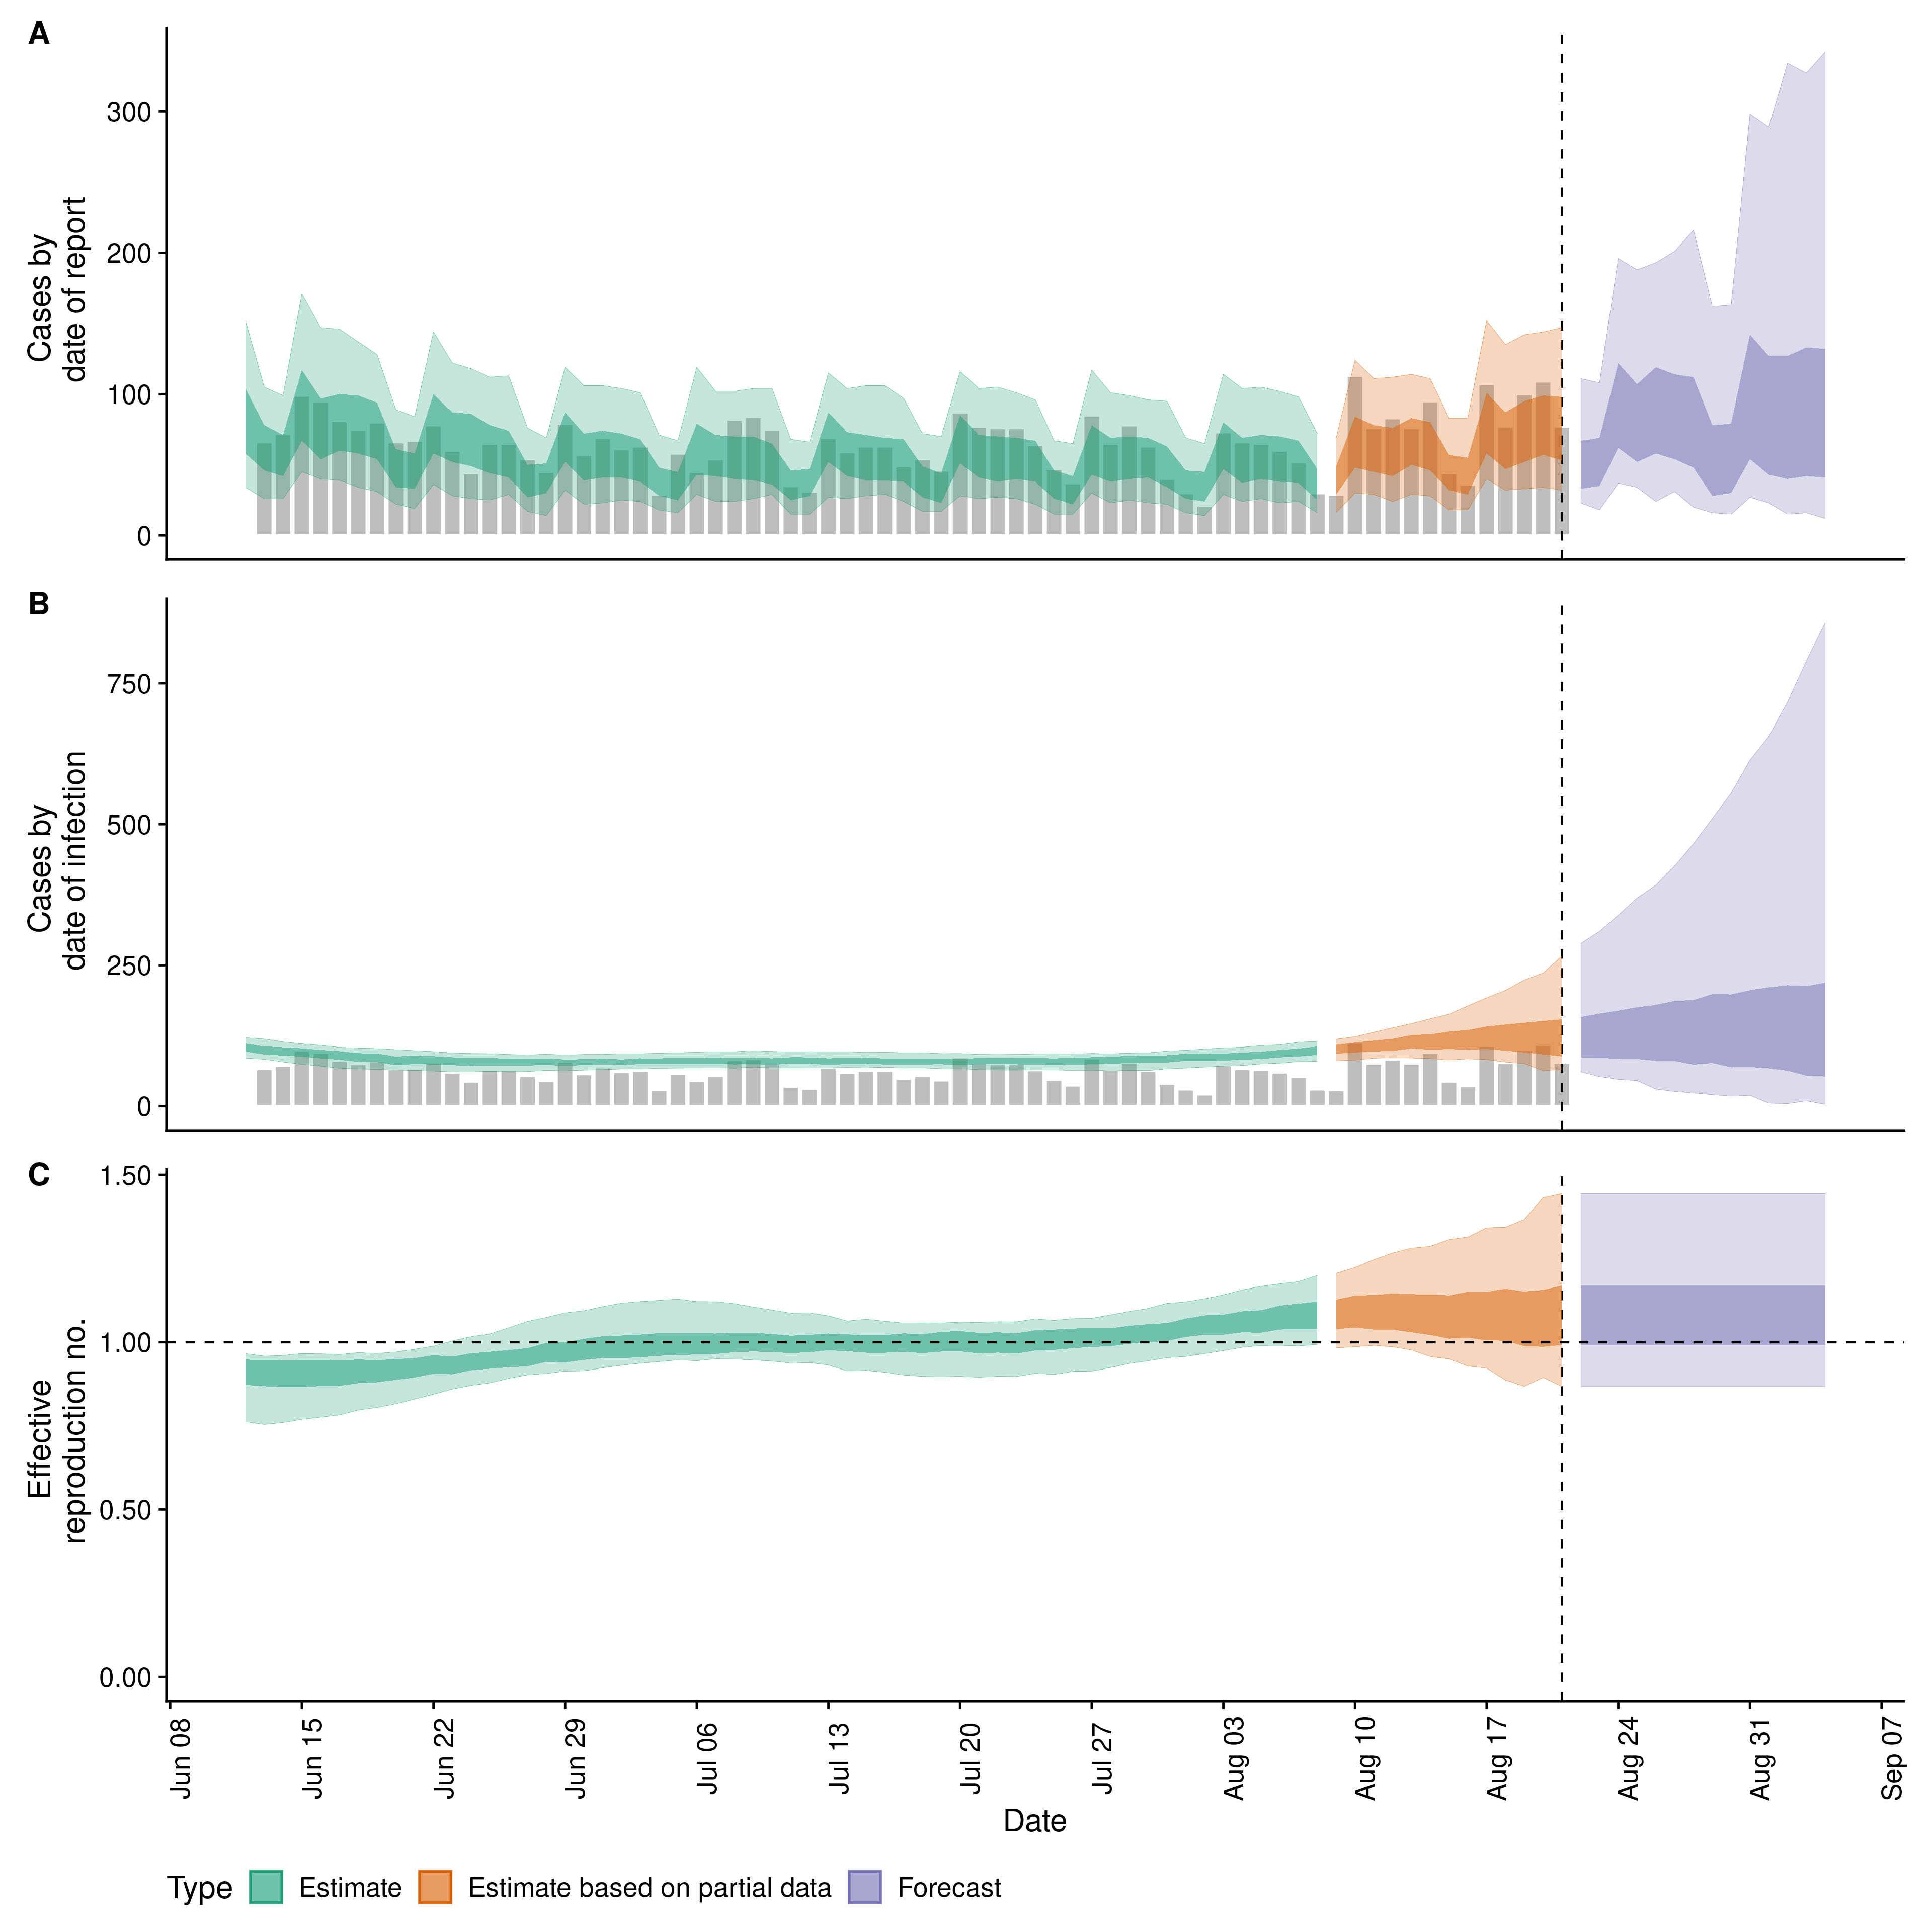 A
Cases by
date of report
300
200
100
0
B
Cases by
date of infection
750
500
250
0
C
Effective
reproduction no.
1.50
1.00
0.50
0.00
Jun 08
Jun 15
Jun 22
Jun 29
Jul 06
Jul 13
Jul 20
Jul 27
Aug 03
Aug 10
Aug 17
Aug 24
Aug 31
Sep 07
Date
Type Estimate Estimate based on partial data Forecast